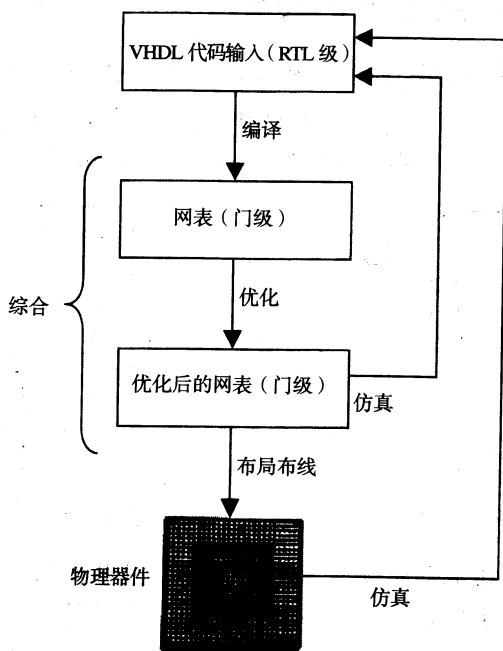 VHDL 代码输入（RTL 级）
编译
网表（门级）
综合
优化
优化后的网表（门级）
仿真
布局布线
物理器件
仿真